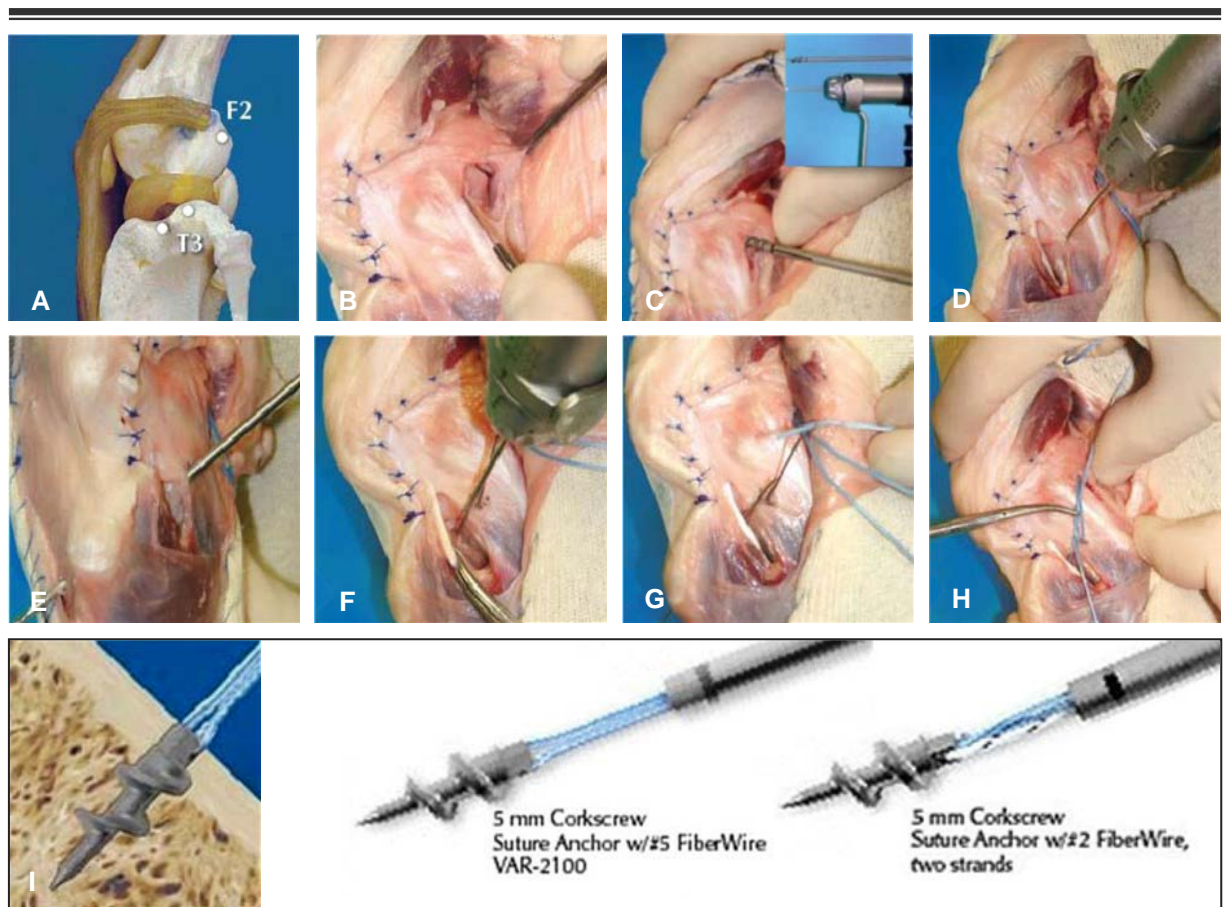 F2
T3
A
B
C
D
E
F
G
H
I
5 mm Corkscrew
Suture Anchor w/#5 FiberWire
VAR-2100
5 mm Corkscrew
Suture Anchor w/#2 FiberWire,
two strands